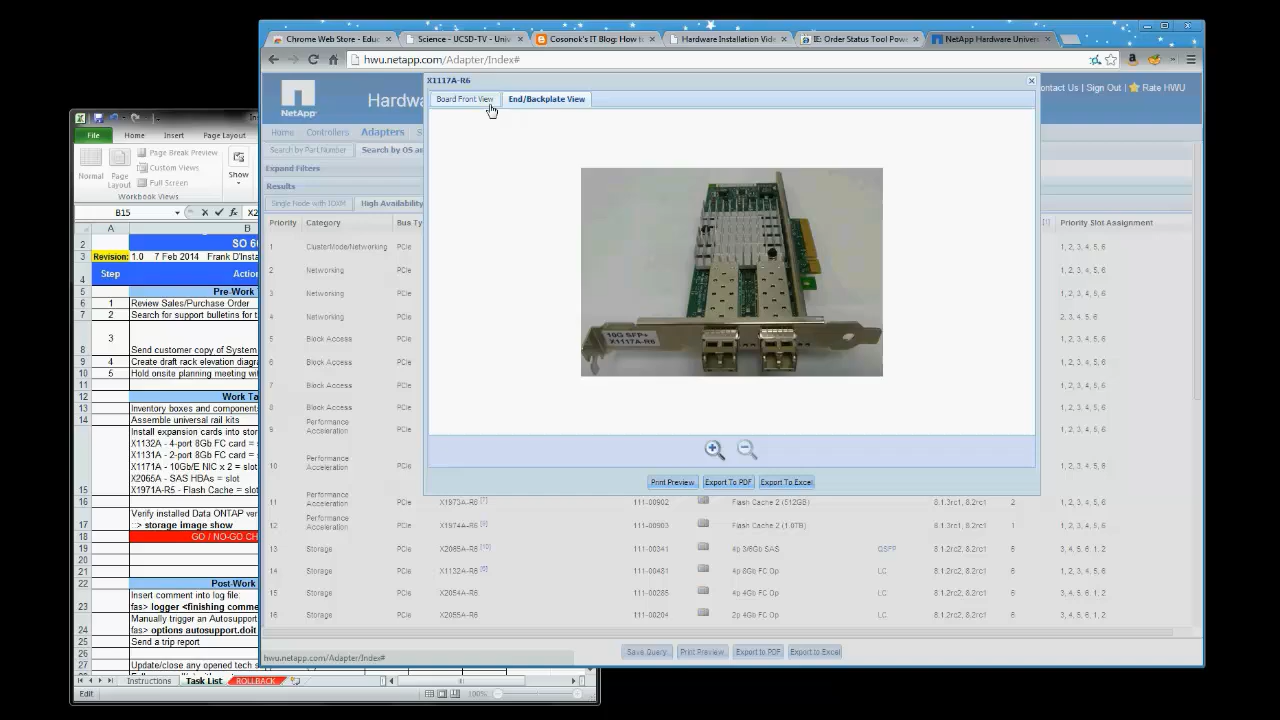 Chrome Web Store - Educ
Science - UCSD-TV - Univ
Cosonok's IT Blog: How to
Hardware Installation Vide
IE: Order Status Tool Powe
NetApp Hardware Univers
hwu.netapp.com/Adapter/Index#
X1117A-R6
Board Front View
End/Backplate View
NetApp
Hardw
ontact Us | Sign Out | Rate HWU
Home Controllers Adapters S
Search by Part Number Search by OS an
Expand Filters
Results
Single Node with IOXM High Availability
Priority Category Bus Ty Priority Slot Assignment
1 ClusterMode/Networking PCIe 1, 2, 3, 4, 5, 6
2 Networking PCIe 1, 2, 3, 4, 5, 6
3 Networking PCIe 1, 2, 3, 4, 5, 6
4 Networking PCIe 2, 3, 4, 5, 6
5 Block Access PCIe 1, 2, 3, 4, 5, 6
6 Block Access PCIe 1, 2, 3, 4, 5, 6
7 Block Access PCIe 1, 2, 3, 4, 5, 6
8 Block Access PCIe 1, 2, 3, 4, 5, 6
9 Performance Acceleration PCIe 1, 2, 3, 4, 5, 6
10 Performance Acceleration PCIe 1, 2, 3, 4, 5, 6
11 Performance Acceleration PCIe X1973A-R6 [7] 111-00902 Flash Cache 2 (512GB) 8.1.3rc1, 8.2rc1 2 1, 2, 3, 4, 5, 6
12 Performance Acceleration PCIe X1974A-R6 111-00903 Flash Cache 2 (1.0TB) 8.1.3rc1, 8.2rc1 1 1, 2, 3, 4, 5, 6
13 Storage PCIe X2065A-R6 [10] 111-00341 4p 3/6Gb SAS QSFP 8.1.2rc2, 8.2rc1 6 3, 4, 5, 6, 1, 2
14 Storage PCIe X1132A-R6 111-00481 4p 8Gb FC Op LC 8.1.2rc2, 8.2rc1 6 1, 2, 3, 4, 5, 6
15 Storage PCIe X2054A-R6 111-00285 4p 4Gb FC Op LC 8.1.2rc2, 8.2rc1 6 3, 4, 5, 6, 1, 2
16 Storage PCIe X2055A-R6 111-00204 2p 4Gb FC Op LC 8.1.2rc2, 8.2rc1 6 3, 4, 5, 6, 1, 2
10G SFP+
X1117A-R6
Print Preview Export To PDF Export To Excel
hwu.netapp.com/Adapter/Index#
Save Query Print Preview Export to PDF Export to Excel
File Home Insert Page Layout
Normal Page Layout
Page Break Preview
Custom Views
Full Screen
Show
Workbook Views
B15 X2
A B
2 SO 60
3 Revision: 1.0 7 Feb 2014 Frank D'Inst
4 Step Action
5 Pre-Work T
6 1 Review Sales/Purchase Order
7 2 Search for support bulletins for t
8 3 Send customer copy of System
9 4 Create draft rack elevation diagra
10 5 Hold onsite planning meeting wit
11
12 Work Ta
13 Inventory boxes and component
14 Assemble universal rail kits
Install expansion cards into stor
X1132A - 4-port 8Gb FC card = s
X1131A - 2-port 8Gb FC card = s
X1171A - 10Gb/E NIC x 2 = slot
X2065A - SAS HBAs = slot
15 X1971A-R5 - Flash Cache = slot
16
Verify installed Data ONTAP ver
17 ::> storage image show
18 GO / NO-GO CH
19
20
21
22 Post-Work
Insert comment into log file:
23 fas> logger <finishing comme
Manually trigger an Autosupport
24 fas> options autosupport.doit
25 Send a trip report
26
27 Update/close any opened tech s
Instructions Task List ROLLBACK
Edit 100%